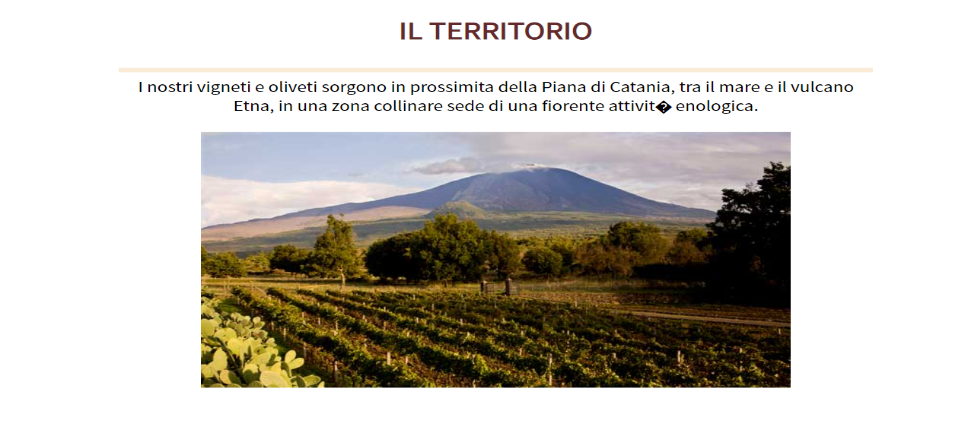 IL TERRITORIO
I nostri vigneti e oliveti sorgono in prossimita della Piana di Catania, tra il mare e il vulcano
Etna, in una zona collinare sede di una fiorente attivit� enologica.